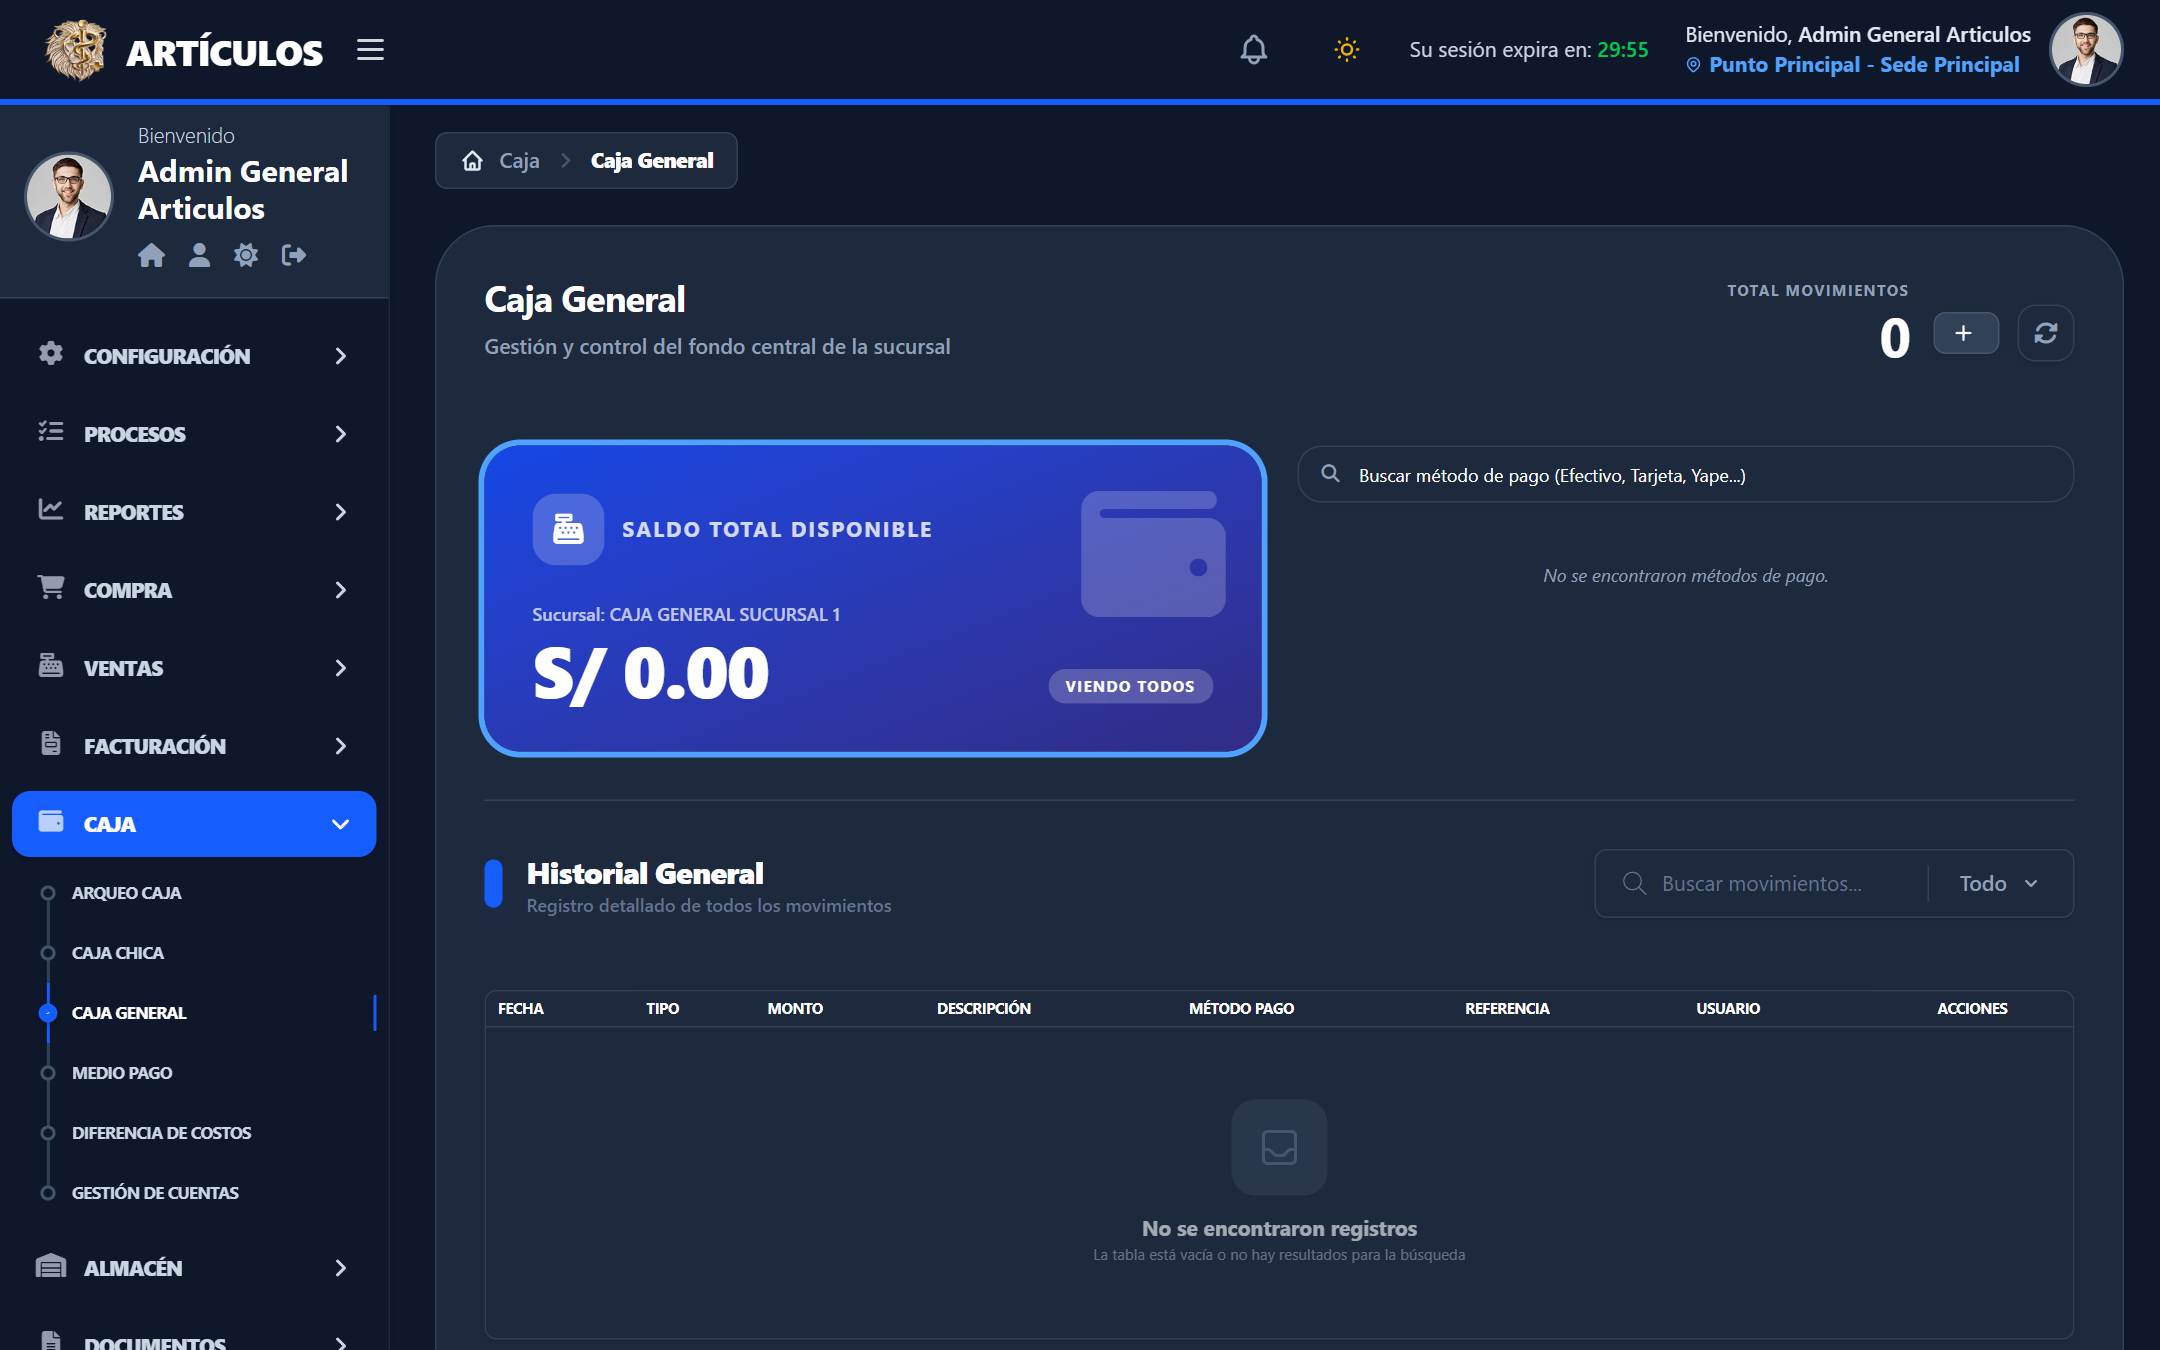 ARTÍCULOS
Su sesión expira en: 29:55
Bienvenido, Admin General Articulos
Punto Principal - Sede Principal
Bienvenido
Admin General
Articulos
CONFIGURACIÓN
PROCESOS
REPORTES
COMPRA
VENTAS
FACTURACIÓN
CAJA
ARQUEO CAJA
CAJA CHICA
CAJA GENERAL
MEDIO PAGO
DIFERENCIA DE COSTOS
GESTIÓN DE CUENTAS
ALMACÉN
DOCUMENTOS
Caja > Caja General
Caja General
Gestión y control del fondo central de la sucursal
TOTAL MOVIMIENTOS
0
SALDO TOTAL DISPONIBLE
Sucursal: CAJA GENERAL SUCURSAL 1
S/ 0.00
VIENDO TODOS
Buscar método de pago (Efectivo, Tarjeta, Yape...)
No se encontraron métodos de pago.
Historial General
Registro detallado de todos los movimientos
Buscar movimientos...
Todo
FECHA TIPO MONTO DESCRIPCIÓN MÉTODO PAGO REFERENCIA USUARIO ACCIONES
No se encontraron registros
La tabla está vacía o no hay resultados para la búsqueda